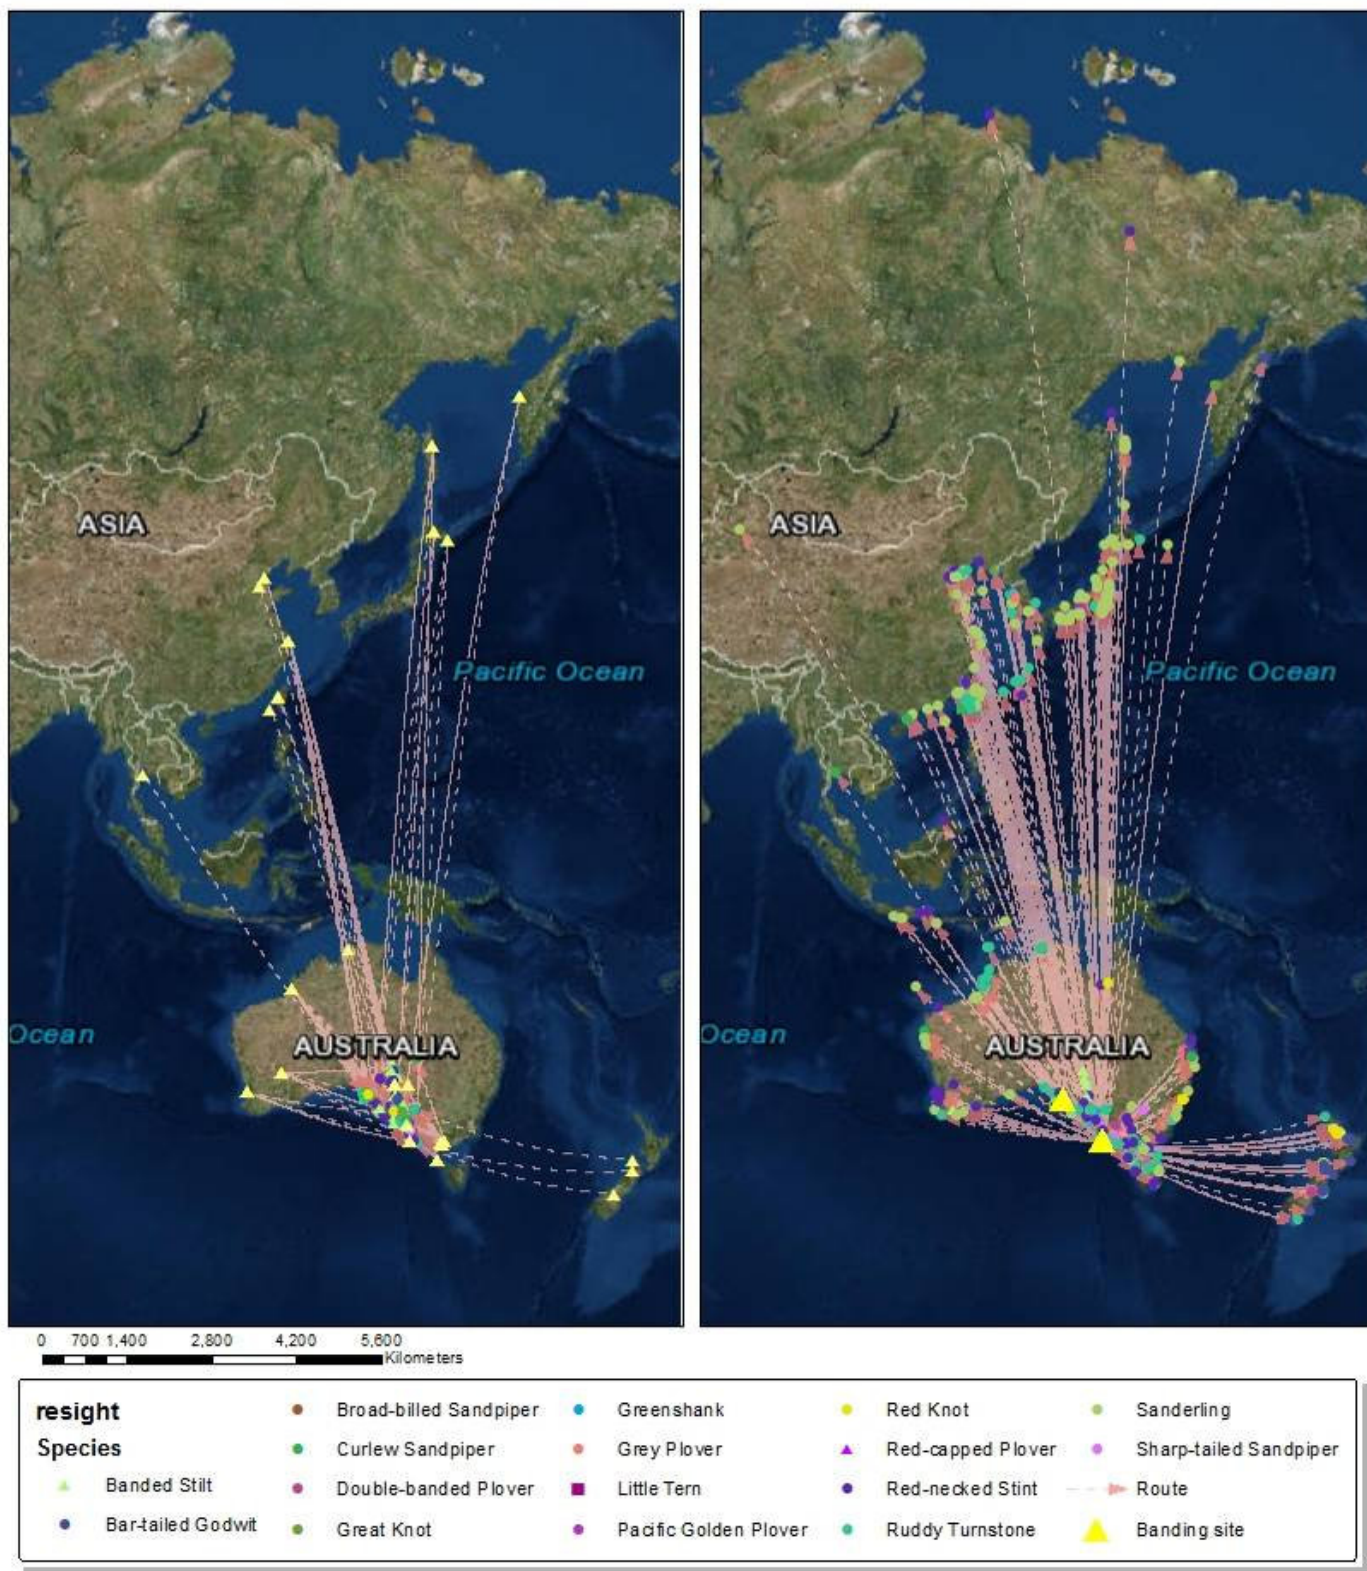 ASIA
Pacific Ocean
Ocean
AUSTRALIA
ASIA
Pacific Ocean
Ocean
AUSTRALIA
0 700 1,400 2,800 4,200 5,600
Kilometers
resight
Species
Banded Stilt
Bar-tailed Godwit
Broad-billed Sandpiper
Curlew Sandpiper
Double-banded Plover
Great Knot
Greenshank
Grey Plover
Little Tern
Pacific Golden Plover
Red Knot
Red-capped Plover
Red-necked Stint
Ruddy Turnstone
Sanderling
Sharp-tailed Sandpiper
Route
Banding site